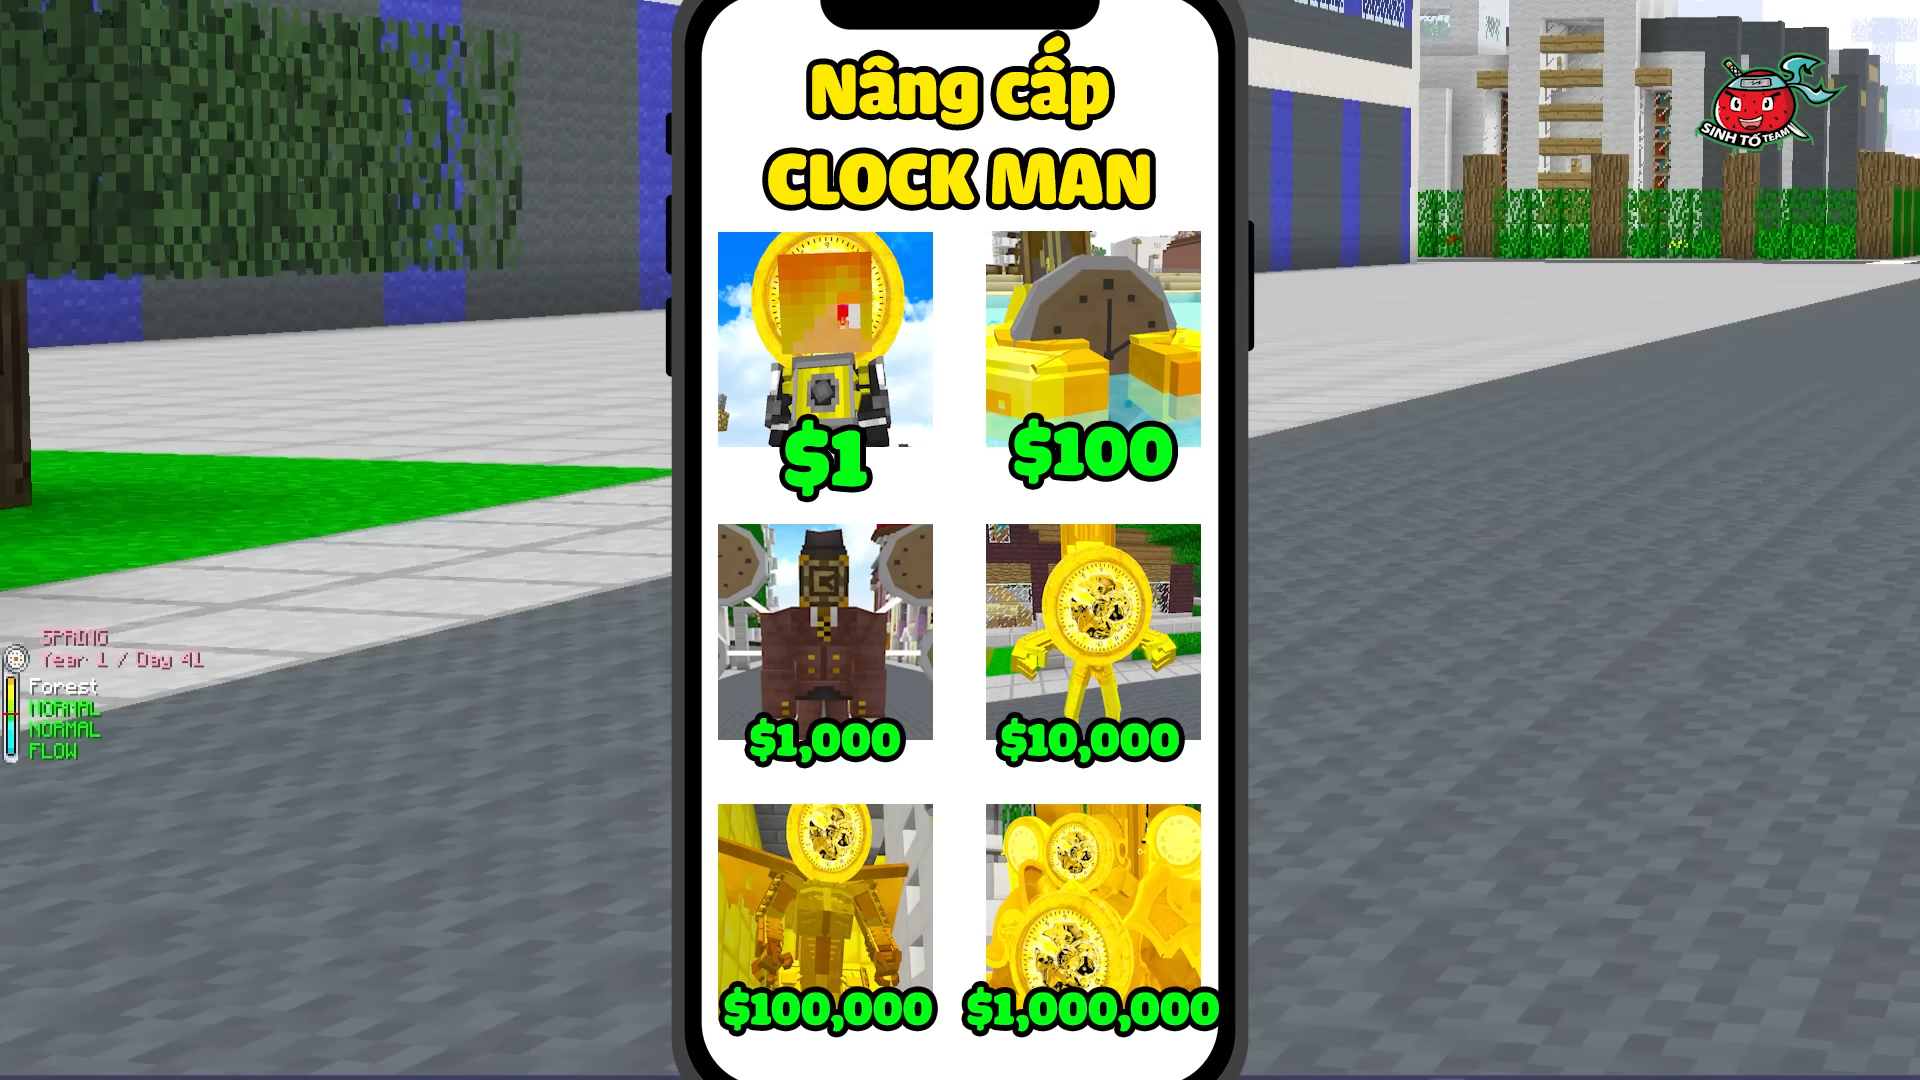 Nâng cấp
CLOCK MAN
SINH TỐ TEAM
$1
$100
$1,000
$10,000
$100,000
$1,000,000
SPRING
Year 1 / Day 41
Forest
NORMAL
NORMAL
FLOW